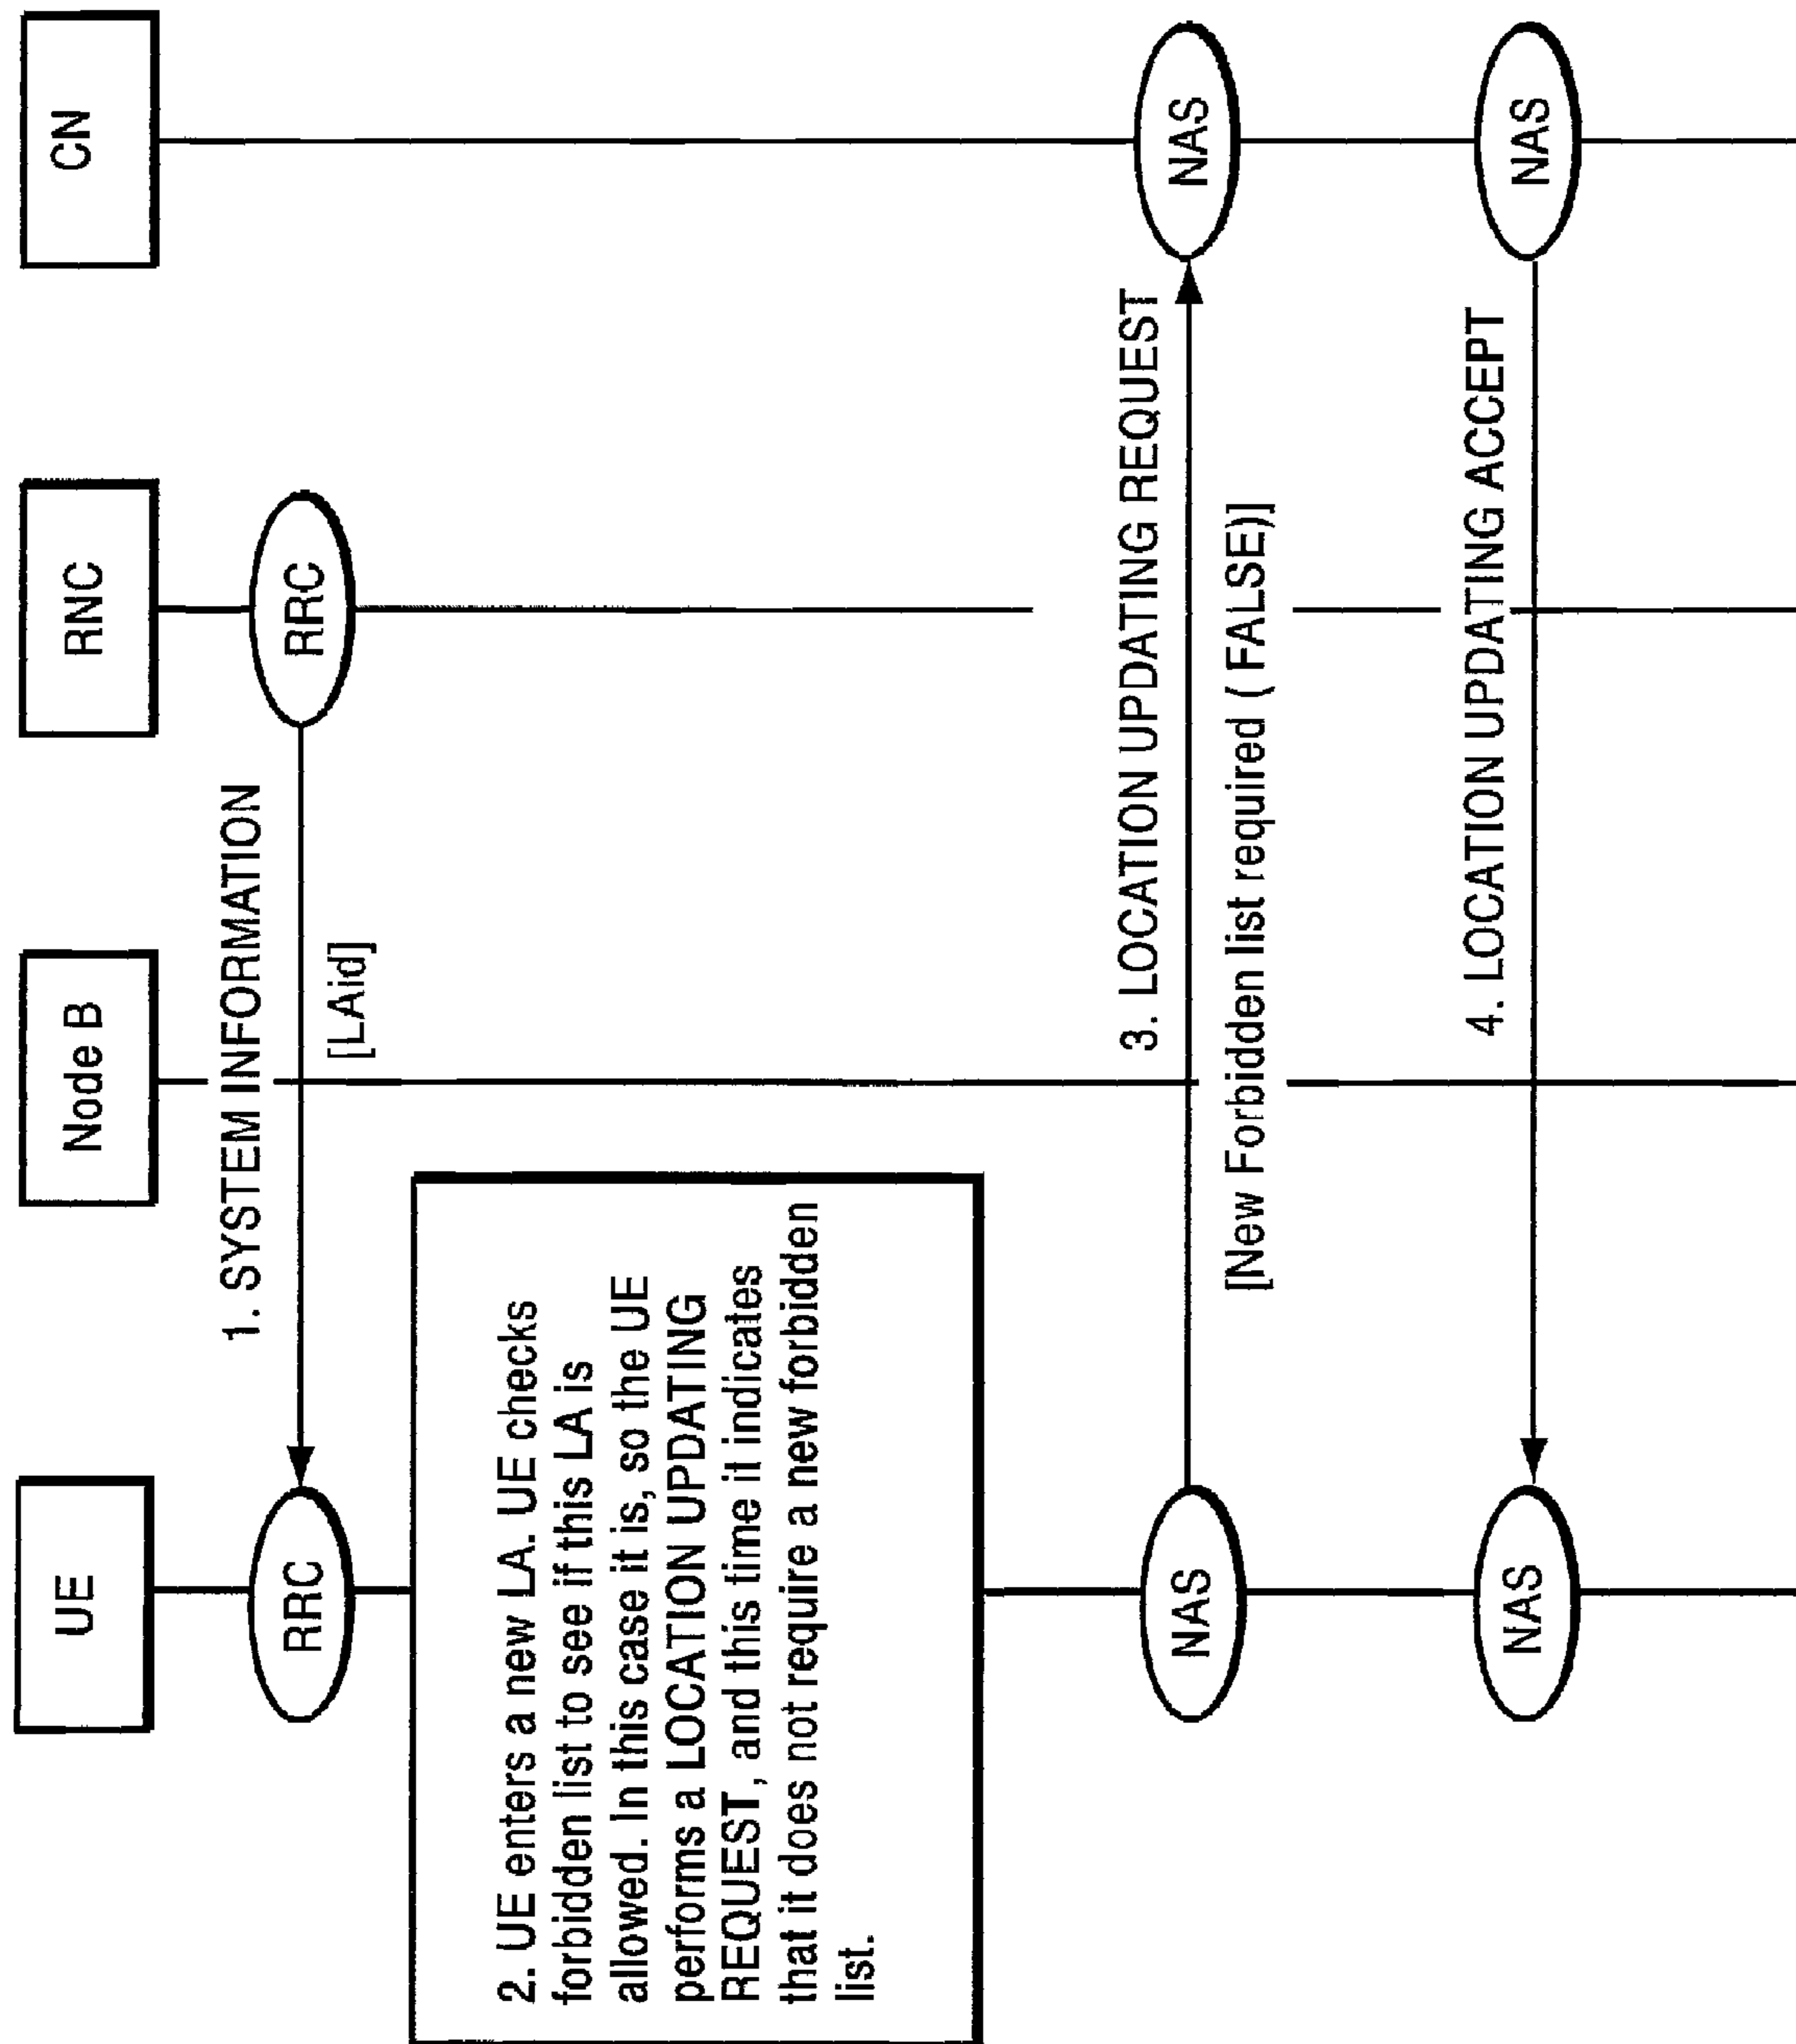 UE
Node B
RNC
CN
1. SYSTEM INFORMATION
RRC
RRC
[LAid]
2. UE enters a new LA. UE checks
forbidden list to see if this LA is
allowed. In this case it is, so the UE
performs a LOCATION UPDATING
REQUEST, and this time it indicates
that it does not require a new forbidden
list.
3. LOCATION UPDATING REQUEST
NAS
NAS
[New Forbidden list required ( FALSE)]
4. LOCATION UPDATING ACCEPT
NAS
NAS